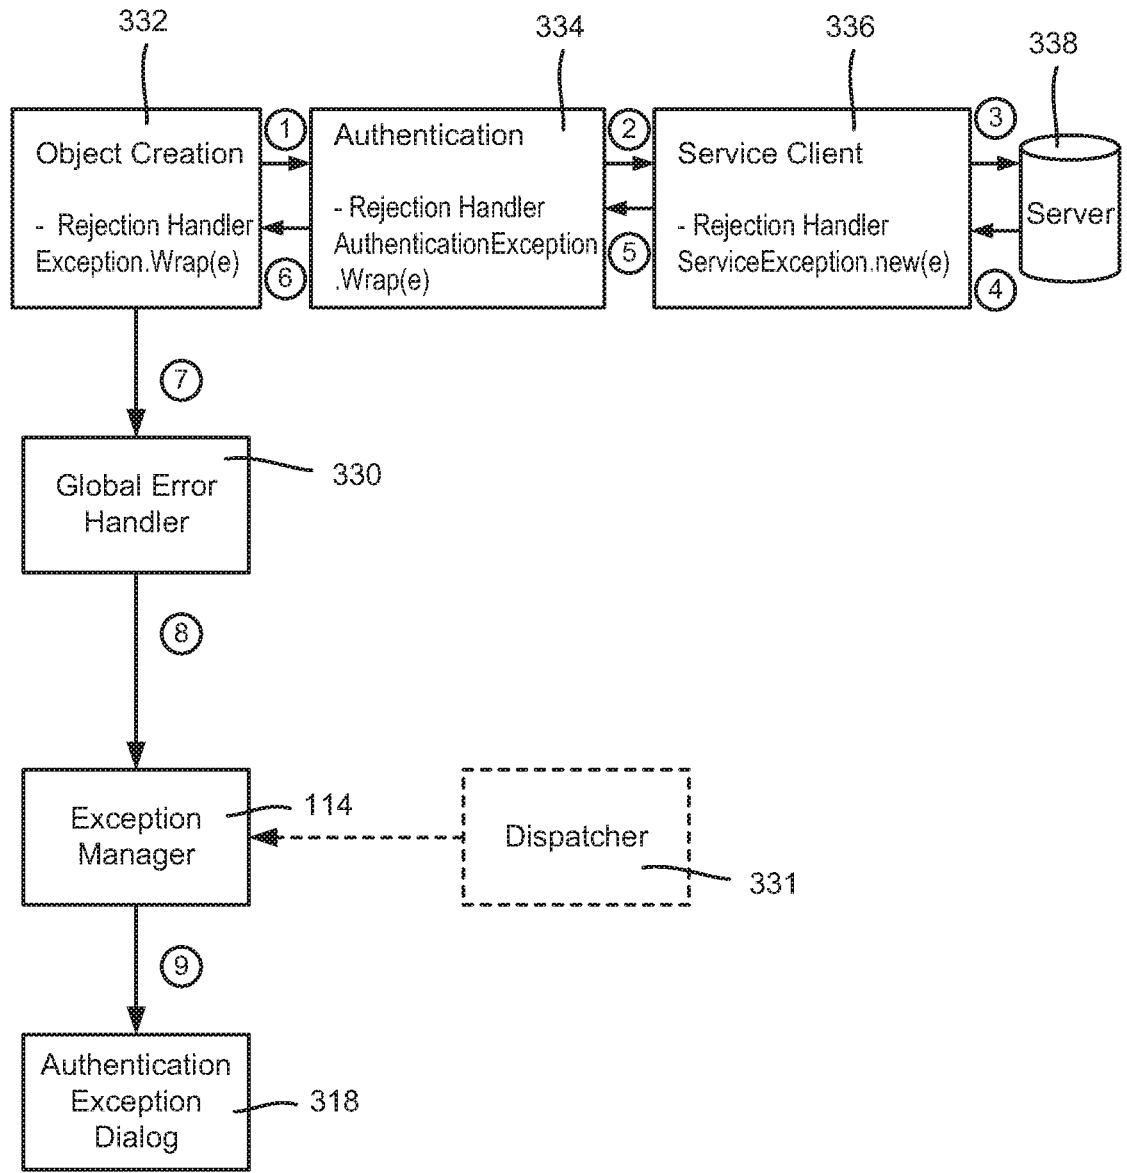 332
334
336
338
1
2
3
Object Creation
- Rejection Handler
Exception.Wrap(e)
Authentication
- Rejection Handler
AuthenticationException
.Wrap(e)
Service Client
- Rejection Handler
ServiceException.new(e)
Server
6
5
4
7
Global Error
Handler
330
8
Exception
Manager
114
Dispatcher
331
9
Authentication
Exception
Dialog
318